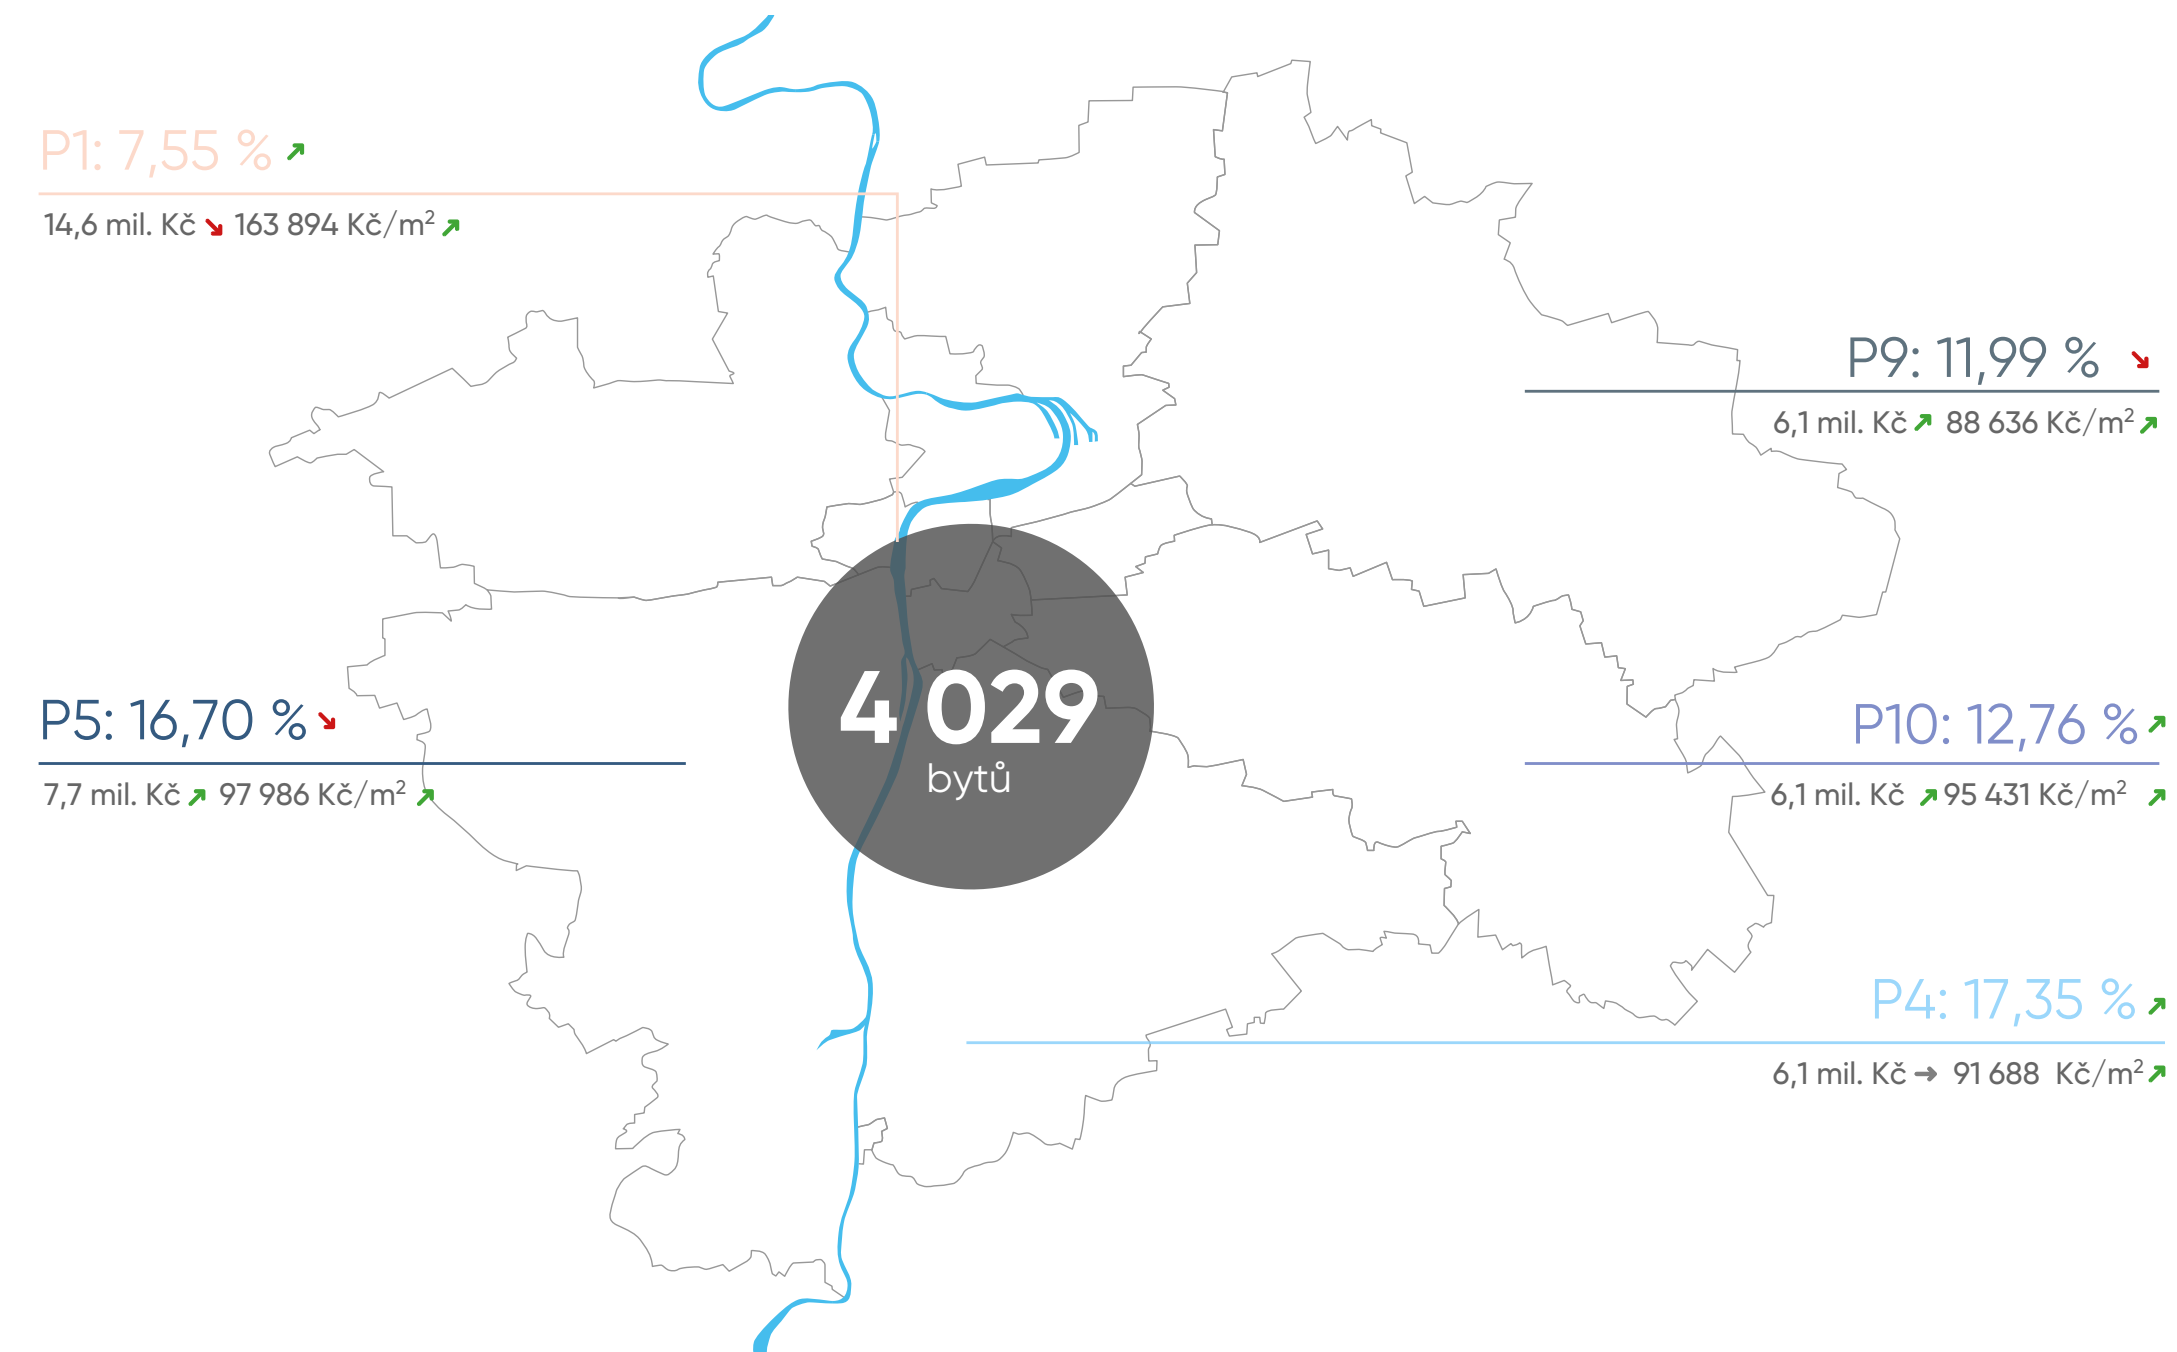 P1: 7,55 %
14,6 mil. Kč 163 894 Kč/m²
P9: 11,99 %
6,1 mil. Kč 88 636 Kč/m²
P5: 16,70 %
7,7 mil. Kč 97 986 Kč/m²
4 029
bytů
P10: 12,76 %
6,1 mil. Kč 95 431 Kč/m²
P4: 17,35 %
6,1 mil. Kč 91 688 Kč/m²